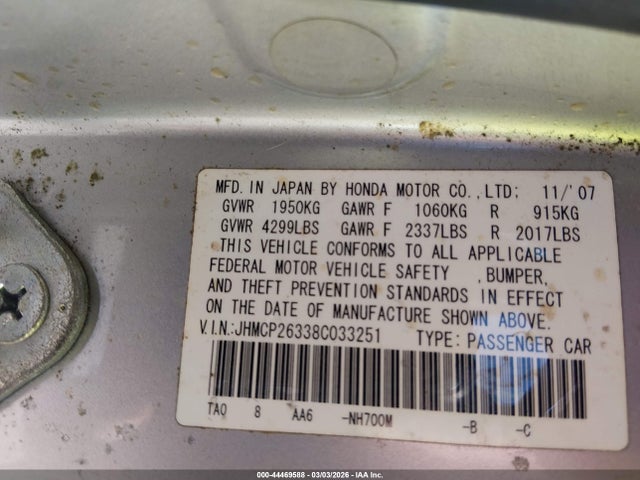 MFD. IN JAPAN BY HONDA MOTOR CO., LTD: 11/'07
GVWR 1950KG GAWR F 1060KG R 915KG
GVWR 4299LBS GAWR F 2337LBS R 2017LBS
THIS VEHICLE CONFORMS TO ALL APPLICABLE
FEDERAL MOTOR VEHICLE SAFETY ,BUMPER,
AND THEFT PREVENTION STANDARDS IN EFFECT
ON THE DATE OF MANUFACTURE SHOWN ABOVE.
V.I.N:JHMCP26338C033251 TYPE: PASSENGER CAR
TA0 8 AA6 -NH700M -B -C
000-44469588 - 03/03/2026 - IAA Inc.